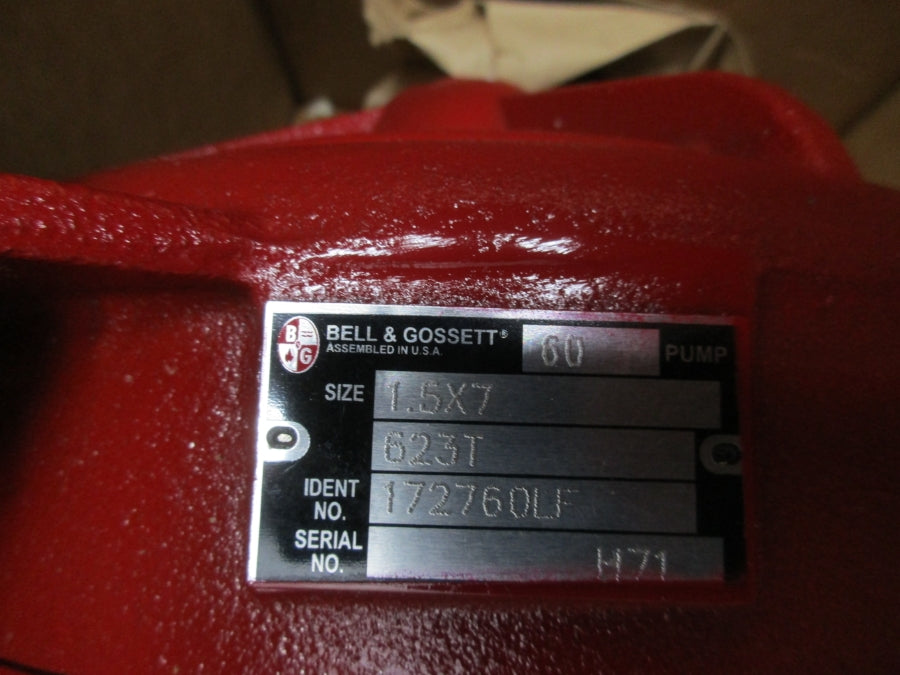 B G
BELL & GOSSETT®
ASSEMBLED IN U.S.A.
60 PUMP
SIZE 1.5X7
623T
IDENT NO. 172760LF
SERIAL NO. H71